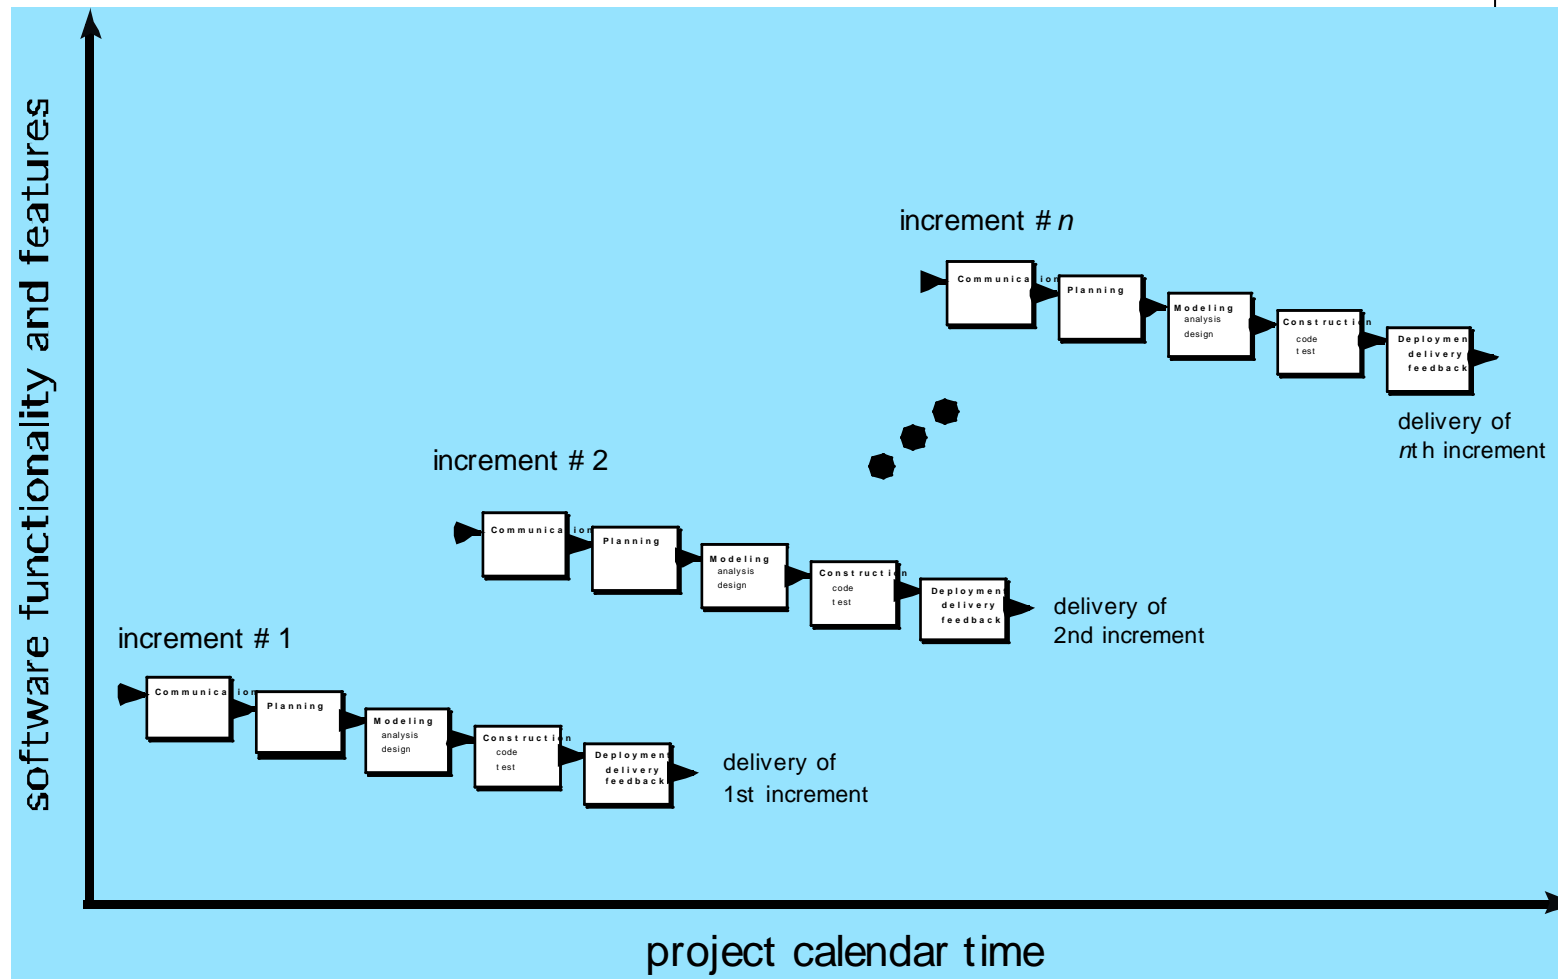 software functionality and features
increment # n
Communication
Planning
Modeling
analysis
design
Construction
code
test
Deploymen
delivery
feedback
delivery of
nth increment
increment # 2
Communication
Planning
Modeling
analysis
design
Construction
code
test
Deployment
delivery
feedback
delivery of
2nd increment
increment # 1
Communication
Planning
Modeling
analysis
design
Construction
code
test
Deployment
delivery
feedback
delivery of
1st increment
project calendar time